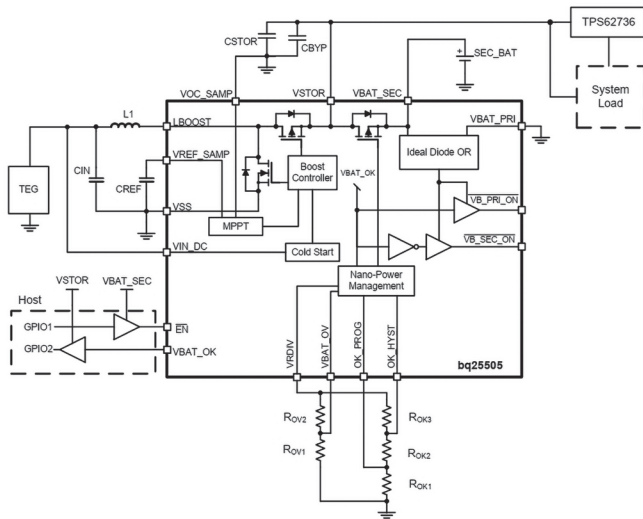 TPS62736
CSTOR
CBYP
SEC_BAT
System
Load
VOC_SAMP
VSTOR
VBAT_SEC
L1
LBOOST
VBAT_PRI
Ideal Diode OR
TEG
CIN
CREF
VREF_SAMP
Boost
Controller
VBAT_OK
VB_PRI_ON
VSS
MPPT
VIN_DC
Cold Start
VB_SEC_ON
Nano-Power
Management
VSTOR
VBAT_SEC
Host
GPIO1
EN
GPIO2
VBAT_OK
VRDIV
VBAT_OV
OK_PROG
OK_HYST
bq25505
ROV2
ROK3
ROV1
ROK2
ROK1